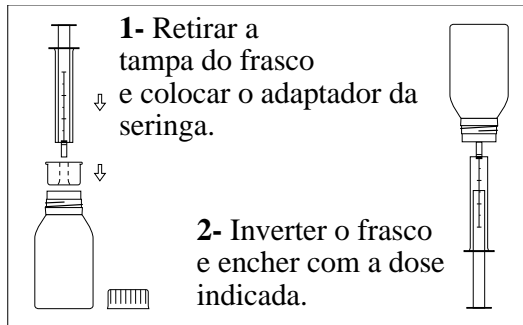 1- Retirar a
tampa do frasco
e colocar o adaptador da
seringa.
2- Inverter o frasco
e encher com a dose
indicada.